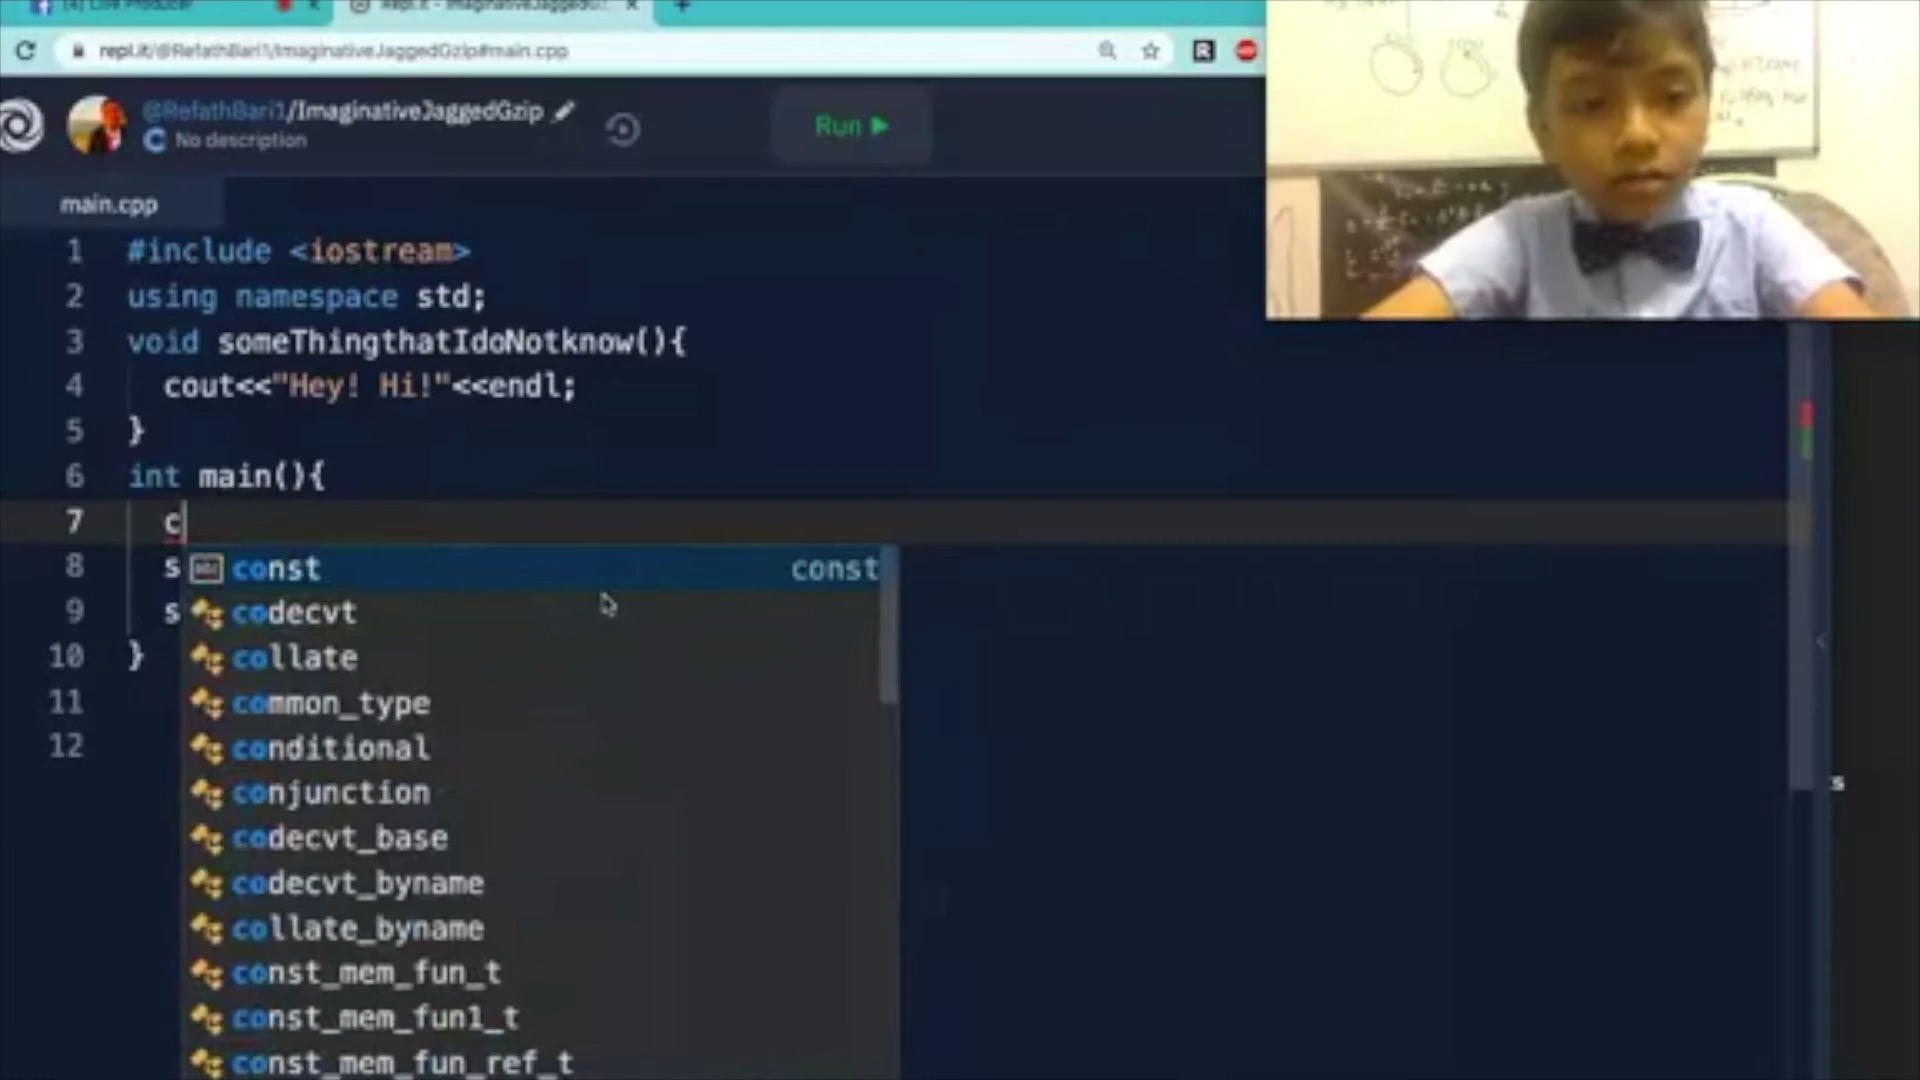 Live Producer
repl.it/@RefathBari1/ImaginativeJaggedGzip#main.cpp
@RefathBari1/ImaginativeJaggedGzip
No description
Run
main.cpp
1 #include <iostream>
2 using namespace std;
3 void someThingthatIdoNotknow(){
4 cout<<"Hey! Hi!"<<endl;
5 }
6 int main(){
7 c
8 s
9 s
10 }
11
12
const const
codecvt
collate
common_type
conditional
conjunction
codecvt_base
codecvt_byname
collate_byname
const_mem_fun_t
const_mem_fun1_t
const_mem_fun_ref_t
s